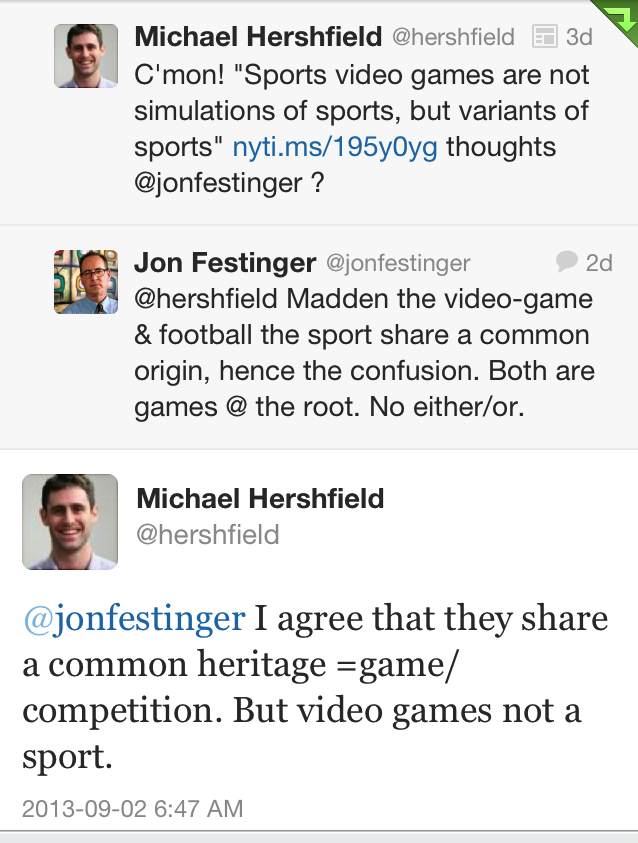 Michael Hershfield @hershfield 3d
C'mon! "Sports video games are not
simulations of sports, but variants of
sports" nyti.ms/195y0yg thoughts
@jonfestinger ?
Jon Festinger @jonfestinger 2d
@hershfield Madden the video-game
& football the sport share a common
origin, hence the confusion. Both are
games @ the root. No either/or.
Michael Hershfield
@hershfield
@jonfestinger I agree that they share
a common heritage =game/
competition. But video games not a
sport.
2013-09-02 6:47 AM